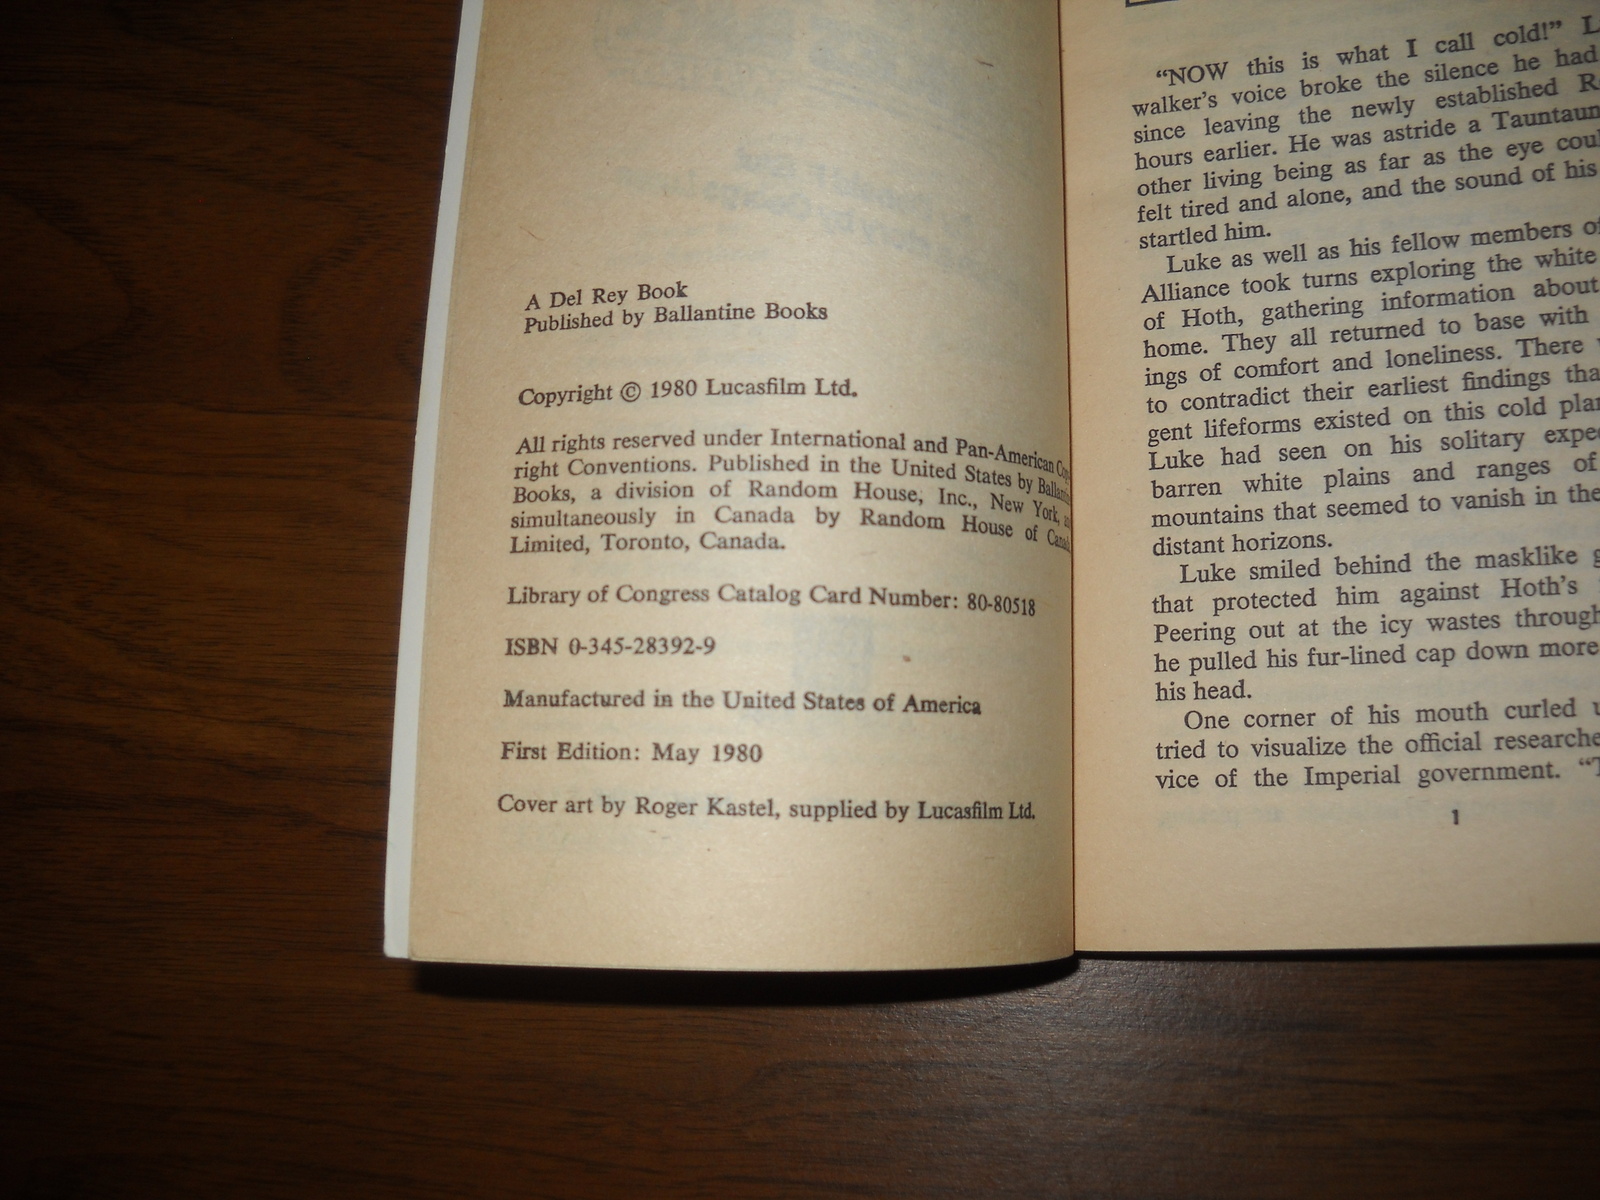 A Del Rey Book
Published by Ballantine Books
Copyright © 1980 Lucasfilm Ltd.
All rights reserved under International and Pan-American
right Conventions. Published in the United States by
Books, a division of Random House, Inc., New York,
simultaneously in Canada by Random House of
Limited, Toronto, Canada.
Library of Congress Catalog Card Number: 80-80518
ISBN 0-345-28392-9
Manufactured in the United States of America
First Edition: May 1980
Cover art by Roger Kastel, supplied by Lucasfilm Ltd.
“NOW this is what I call cold!”
walker’s voice broke the silence he had
since leaving the newly established
hours earlier. He was astride a Tauntaun
other living being as far as the eye
felt tired and alone, and the sound of his
startled him.
Luke as well as his fellow members
Alliance took turns exploring the white
of Hoth, gathering information about
home. They all returned to base with
ings of comfort and loneliness. There
to contradict their earliest findings
gent lifeforms existed on this cold
Luke had seen on his solitary
barren white plains and ranges of
mountains that seemed to vanish in the
distant horizons.
Luke smiled behind the masklike
that protected him against Hoth’s
Peering out at the icy wastes through
he pulled his fur-lined cap down more
his head.
One corner of his mouth curled
tried to visualize the official
vice of the Imperial government.
1